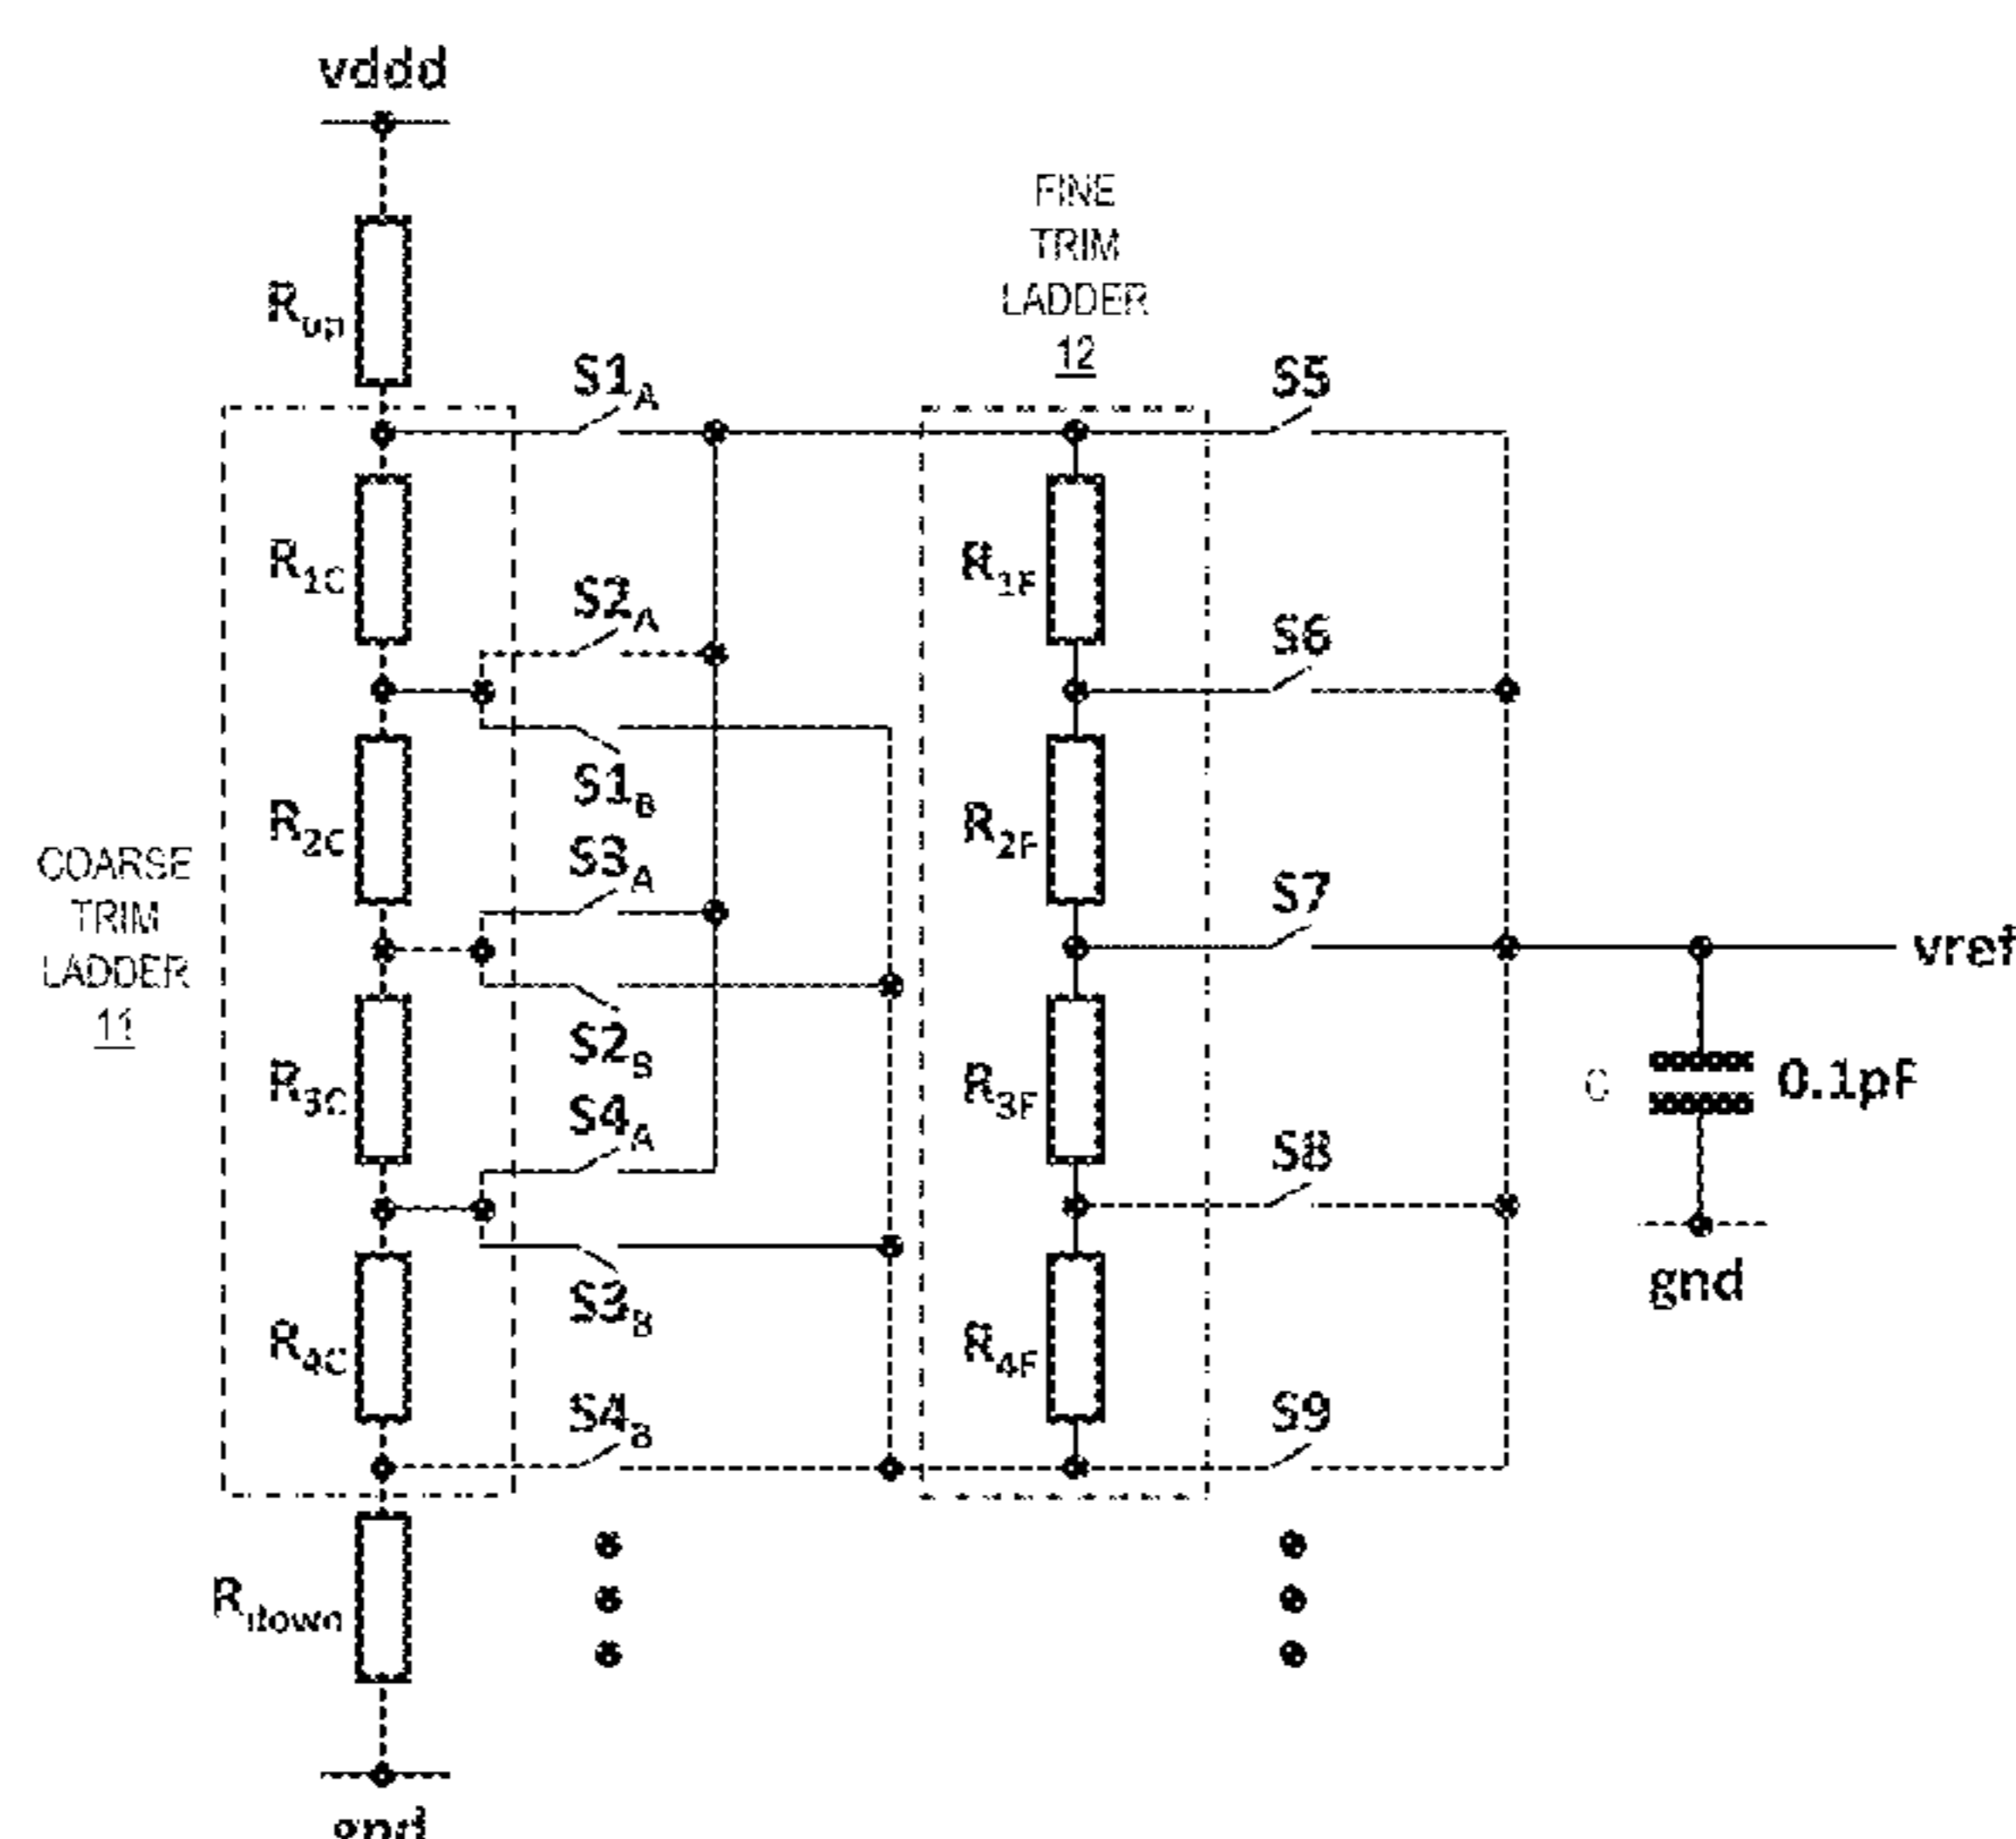 vddd
FINE
TRIM
LADDER
12
Rup
S1A
S5
R1C
R1F
S2A
S6
S1B
R2C
R2F
S3A
S7
COARSE
TRIM
LADDER
11
vref
S2B
R3C
R3F
C
0.1pF
S4A
S8
gnd
S3B
R4C
R4F
S4B
S9
Rdown
gnd